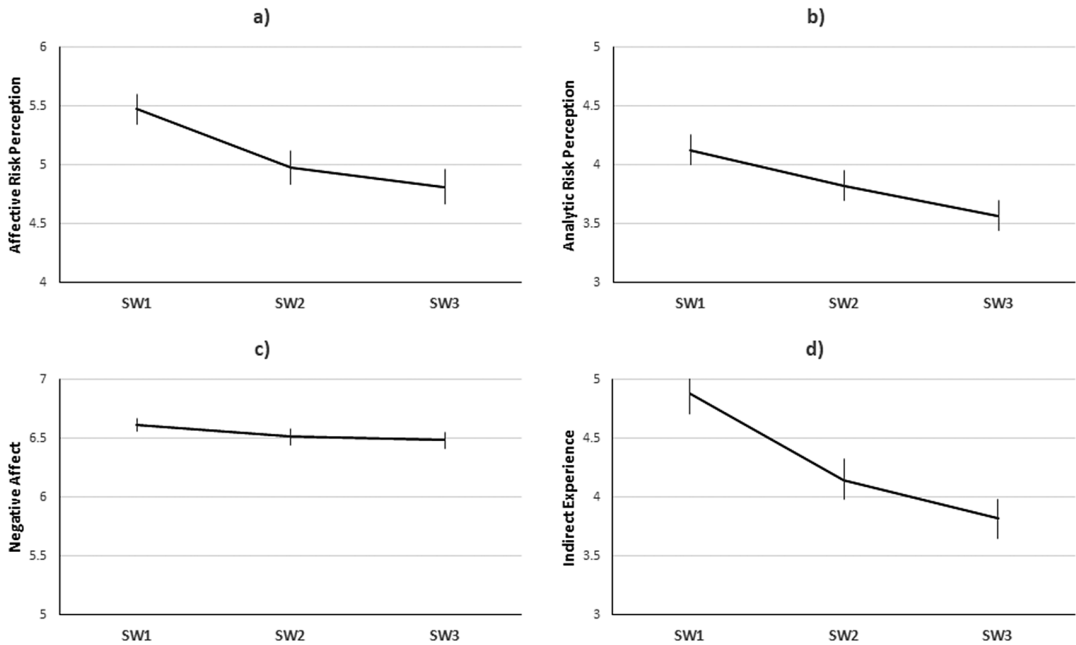 a)
Affective Risk Perception
6
5.5
5
4.5
4
SW1 SW2 SW3
b)
Analytic Risk Perception
5
4.5
4
3.5
3
SW1 SW2 SW3
c)
Negative Affect
7
6.5
6
5.5
5
SW1 SW2 SW3
d)
Indirect Experience
5
4.5
4
3.5
3
SW1 SW2 SW3